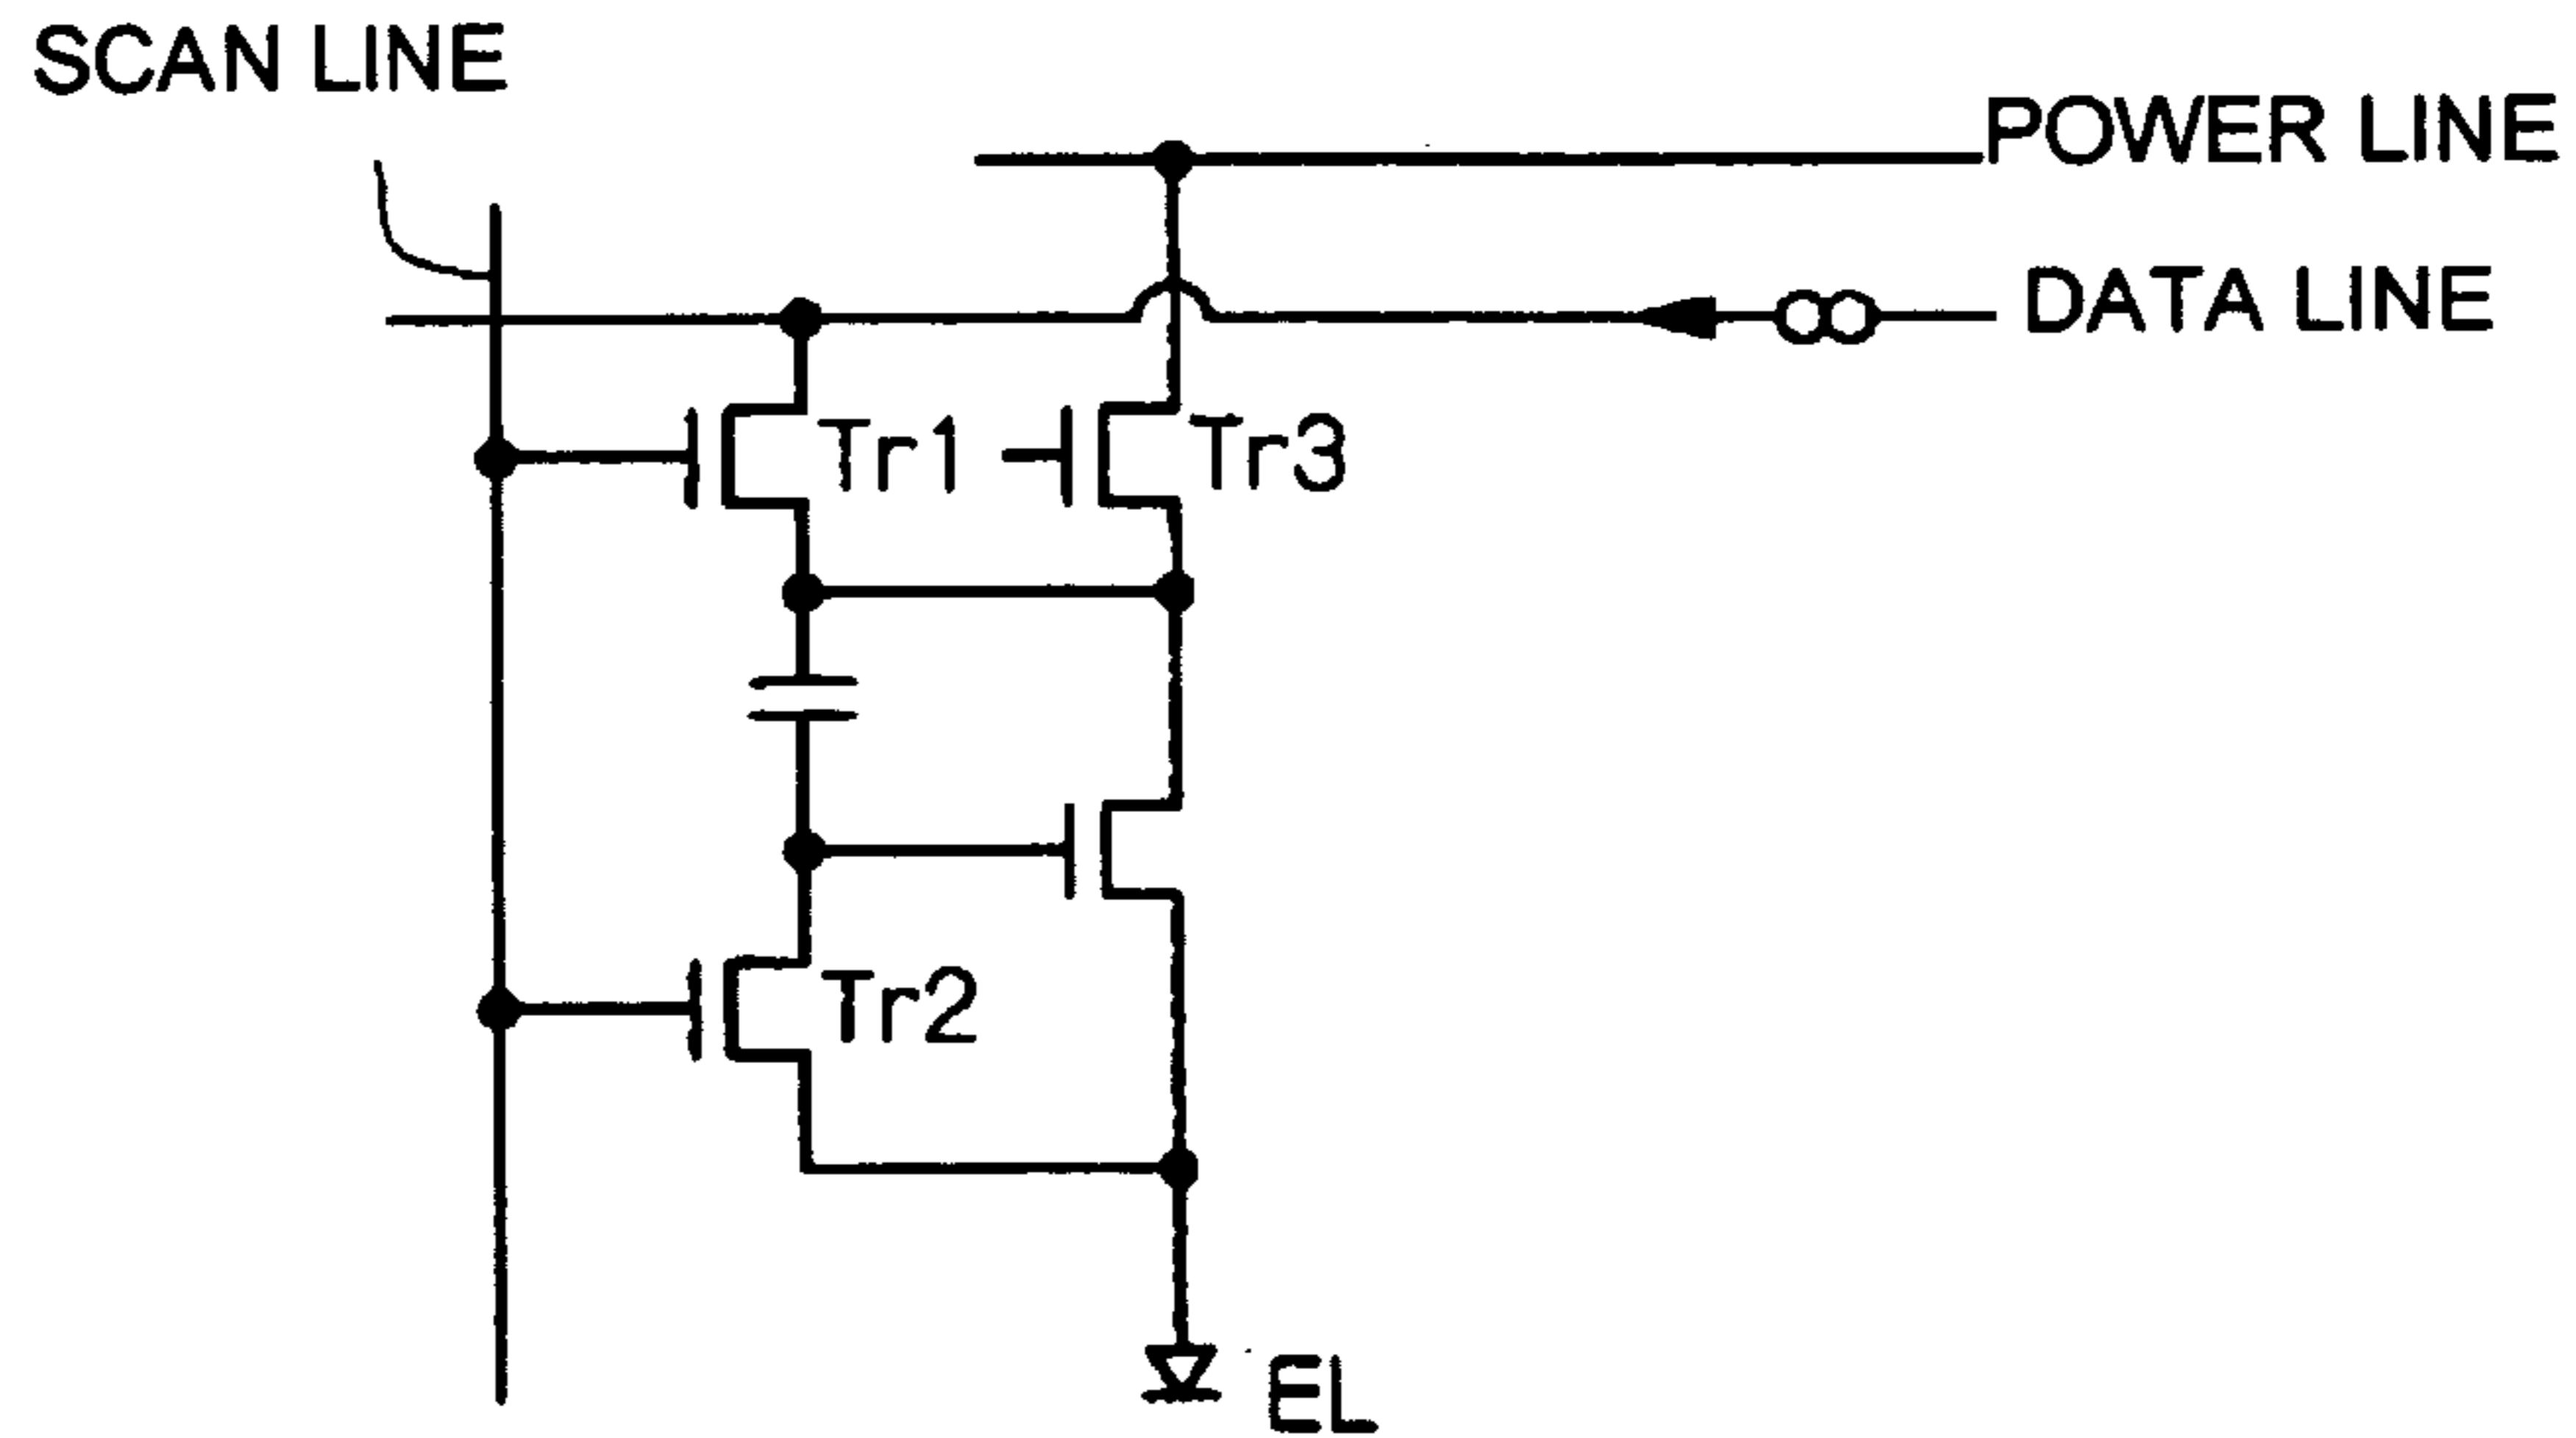 SCAN LINE
POWER LINE
DATA LINE
Tr1
Tr3
Tr2
EL